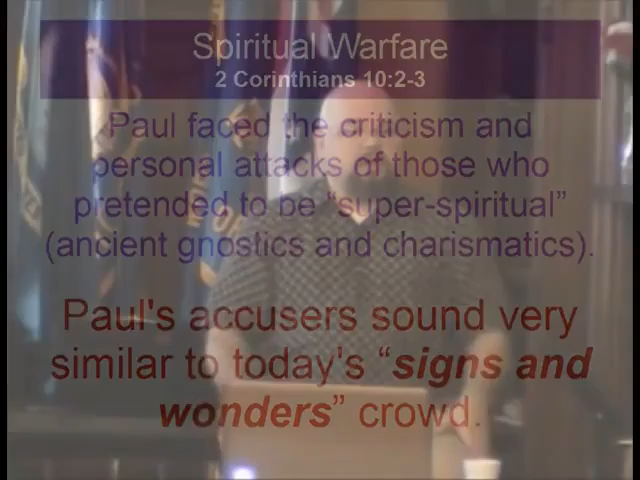 Spiritual Warfare
2 Corinthians 10:2-3
Paul faced the criticism and
personal attacks of those who
pretended to be “super-spiritual”
(ancient gnostics and charismatics).
Paul's accusers sound very
similar to today's “signs and
wonders” crowd.